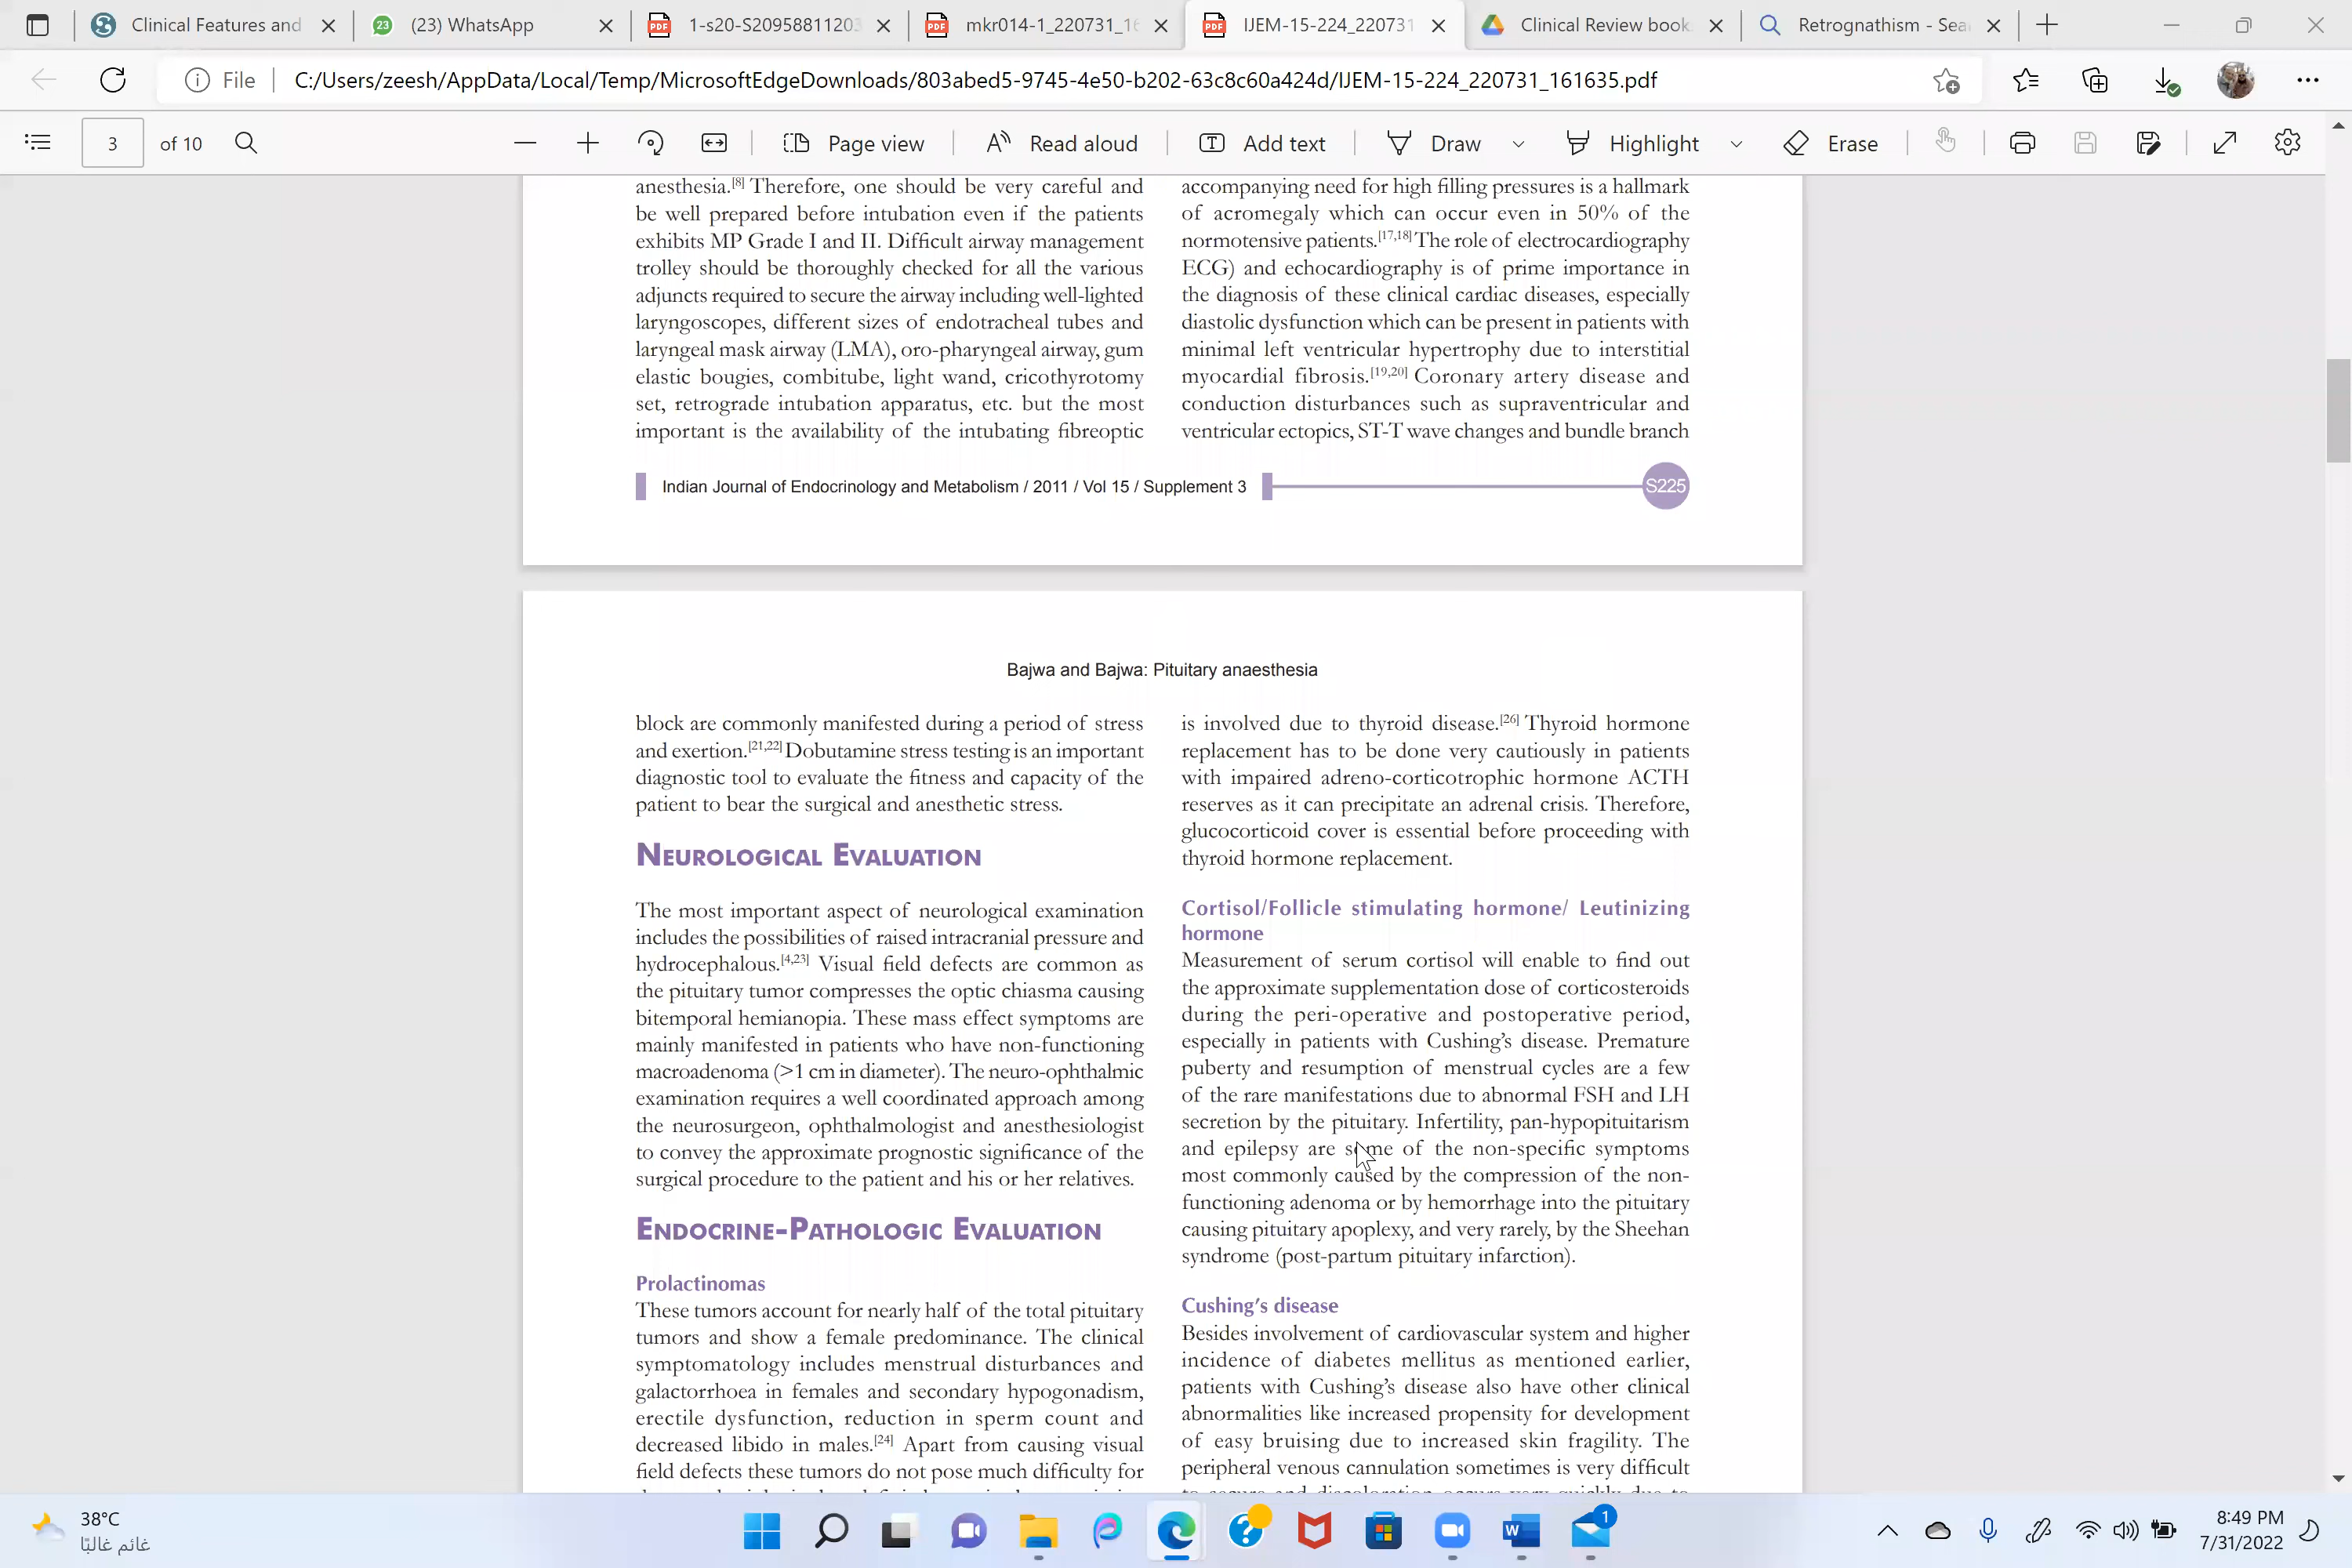 Clinical Features and
23
(23) WhatsApp
PDF
1-s20-S20958811203
PDF
mkr014-1_220731_16
PDF
IJEM-15-224_220731
Clinical Review book
Retrognathism - Sea
File
C:/Users/zeesh/AppData/Local/Temp/MicrosoftEdgeDownloads/803abed5-9745-4e50-b202-63c8c60a424d/IJEM-15-224_220731_161635.pdf
3
of 10
Page view
Read aloud
Add text
Draw
Highlight
Erase
anesthesia.[8] Therefore, one should be very careful and
be well prepared before intubation even if the patients
exhibits MP Grade I and II. Difficult airway management
trolley should be thoroughly checked for all the various
adjuncts required to secure the airway including well-lighted
laryngoscopes, different sizes of endotracheal tubes and
laryngeal mask airway (LMA), oro-pharyngeal airway, gum
elastic bougies, combitube, light wand, cricothyrotomy
set, retrograde intubation apparatus, etc. but the most
important is the availability of the intubating fibreoptic
accompanying need for high filling pressures is a hallmark
of acromegaly which can occur even in 50% of the
normotensive patients.[17,18] The role of electrocardiography
ECG) and echocardiography is of prime importance in
the diagnosis of these clinical cardiac diseases, especially
diastolic dysfunction which can be present in patients with
minimal left ventricular hypertrophy due to interstitial
myocardial fibrosis.[19,20] Coronary artery disease and
conduction disturbances such as supraventricular and
ventricular ectopics, ST-T wave changes and bundle branch
Indian Journal of Endocrinology and Metabolism / 2011 / Vol 15 / Supplement 3
S225
Bajwa and Bajwa: Pituitary anaesthesia
block are commonly manifested during a period of stress
and exertion.[21,22] Dobutamine stress testing is an important
diagnostic tool to evaluate the fitness and capacity of the
patient to bear the surgical and anesthetic stress.
Neurological Evaluation
The most important aspect of neurological examination
includes the possibilities of raised intracranial pressure and
hydrocephalous.[4,23] Visual field defects are common as
the pituitary tumor compresses the optic chiasma causing
bitemporal hemianopia. These mass effect symptoms are
mainly manifested in patients who have non-functioning
macroadenoma (>1 cm in diameter). The neuro-ophthalmic
examination requires a well coordinated approach among
the neurosurgeon, ophthalmologist and anesthesiologist
to convey the approximate prognostic significance of the
surgical procedure to the patient and his or her relatives.
Endocrine-Pathologic Evaluation
Prolactinomas
These tumors account for nearly half of the total pituitary
tumors and show a female predominance. The clinical
symptomatology includes menstrual disturbances and
galactorrhoea in females and secondary hypogonadism,
erectile dysfunction, reduction in sperm count and
decreased libido in males.[24] Apart from causing visual
field defects these tumors do not pose much difficulty for
is involved due to thyroid disease.[26] Thyroid hormone
replacement has to be done very cautiously in patients
with impaired adreno-corticotrophic hormone ACTH
reserves as it can precipitate an adrenal crisis. Therefore,
glucocorticoid cover is essential before proceeding with
thyroid hormone replacement.
Cortisol/Follicle stimulating hormone/ Leutinizing
hormone
Measurement of serum cortisol will enable to find out
the approximate supplementation dose of corticosteroids
during the peri-operative and postoperative period,
especially in patients with Cushing's disease. Premature
puberty and resumption of menstrual cycles are a few
of the rare manifestations due to abnormal FSH and LH
secretion by the pituitary. Infertility, pan-hypopituitarism
and epilepsy are some of the non-specific symptoms
most commonly caused by the compression of the non-
functioning adenoma or by hemorrhage into the pituitary
causing pituitary apoplexy, and very rarely, by the Sheehan
syndrome (post-partum pituitary infarction).
Cushing's disease
Besides involvement of cardiovascular system and higher
incidence of diabetes mellitus as mentioned earlier,
patients with Cushing's disease also have other clinical
abnormalities like increased propensity for development
of easy bruising due to increased skin fragility. The
peripheral venous cannulation sometimes is very difficult
38°C
غائم غالبًا
1
8:49 PM
7/31/2022